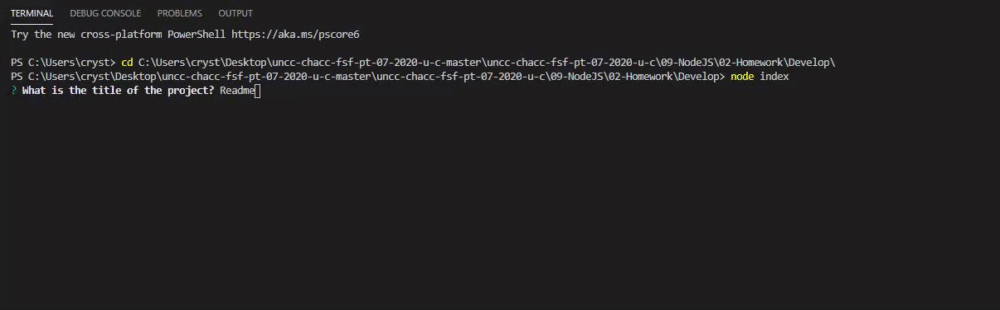 TERMINAL DEBUG CONSOLE PROBLEMS OUTPUT
Try the new cross-platform PowerShell https://aka.ms/pscore6
PS C:\Users\cryst> cd C:\Users\cryst\Desktop\uncc-chacc-fsf-pt-07-2020-u-c-master\uncc-chacc-fsf-pt-07-2020-u-c\09-NodeJS\02-Homework\Develop\
PS C:\Users\cryst\Desktop\uncc-chacc-fsf-pt-07-2020-u-c-master\uncc-chacc-fsf-pt-07-2020-u-c\09-NodeJS\02-Homework\Develop> node index
? What is the title of the project? Readme